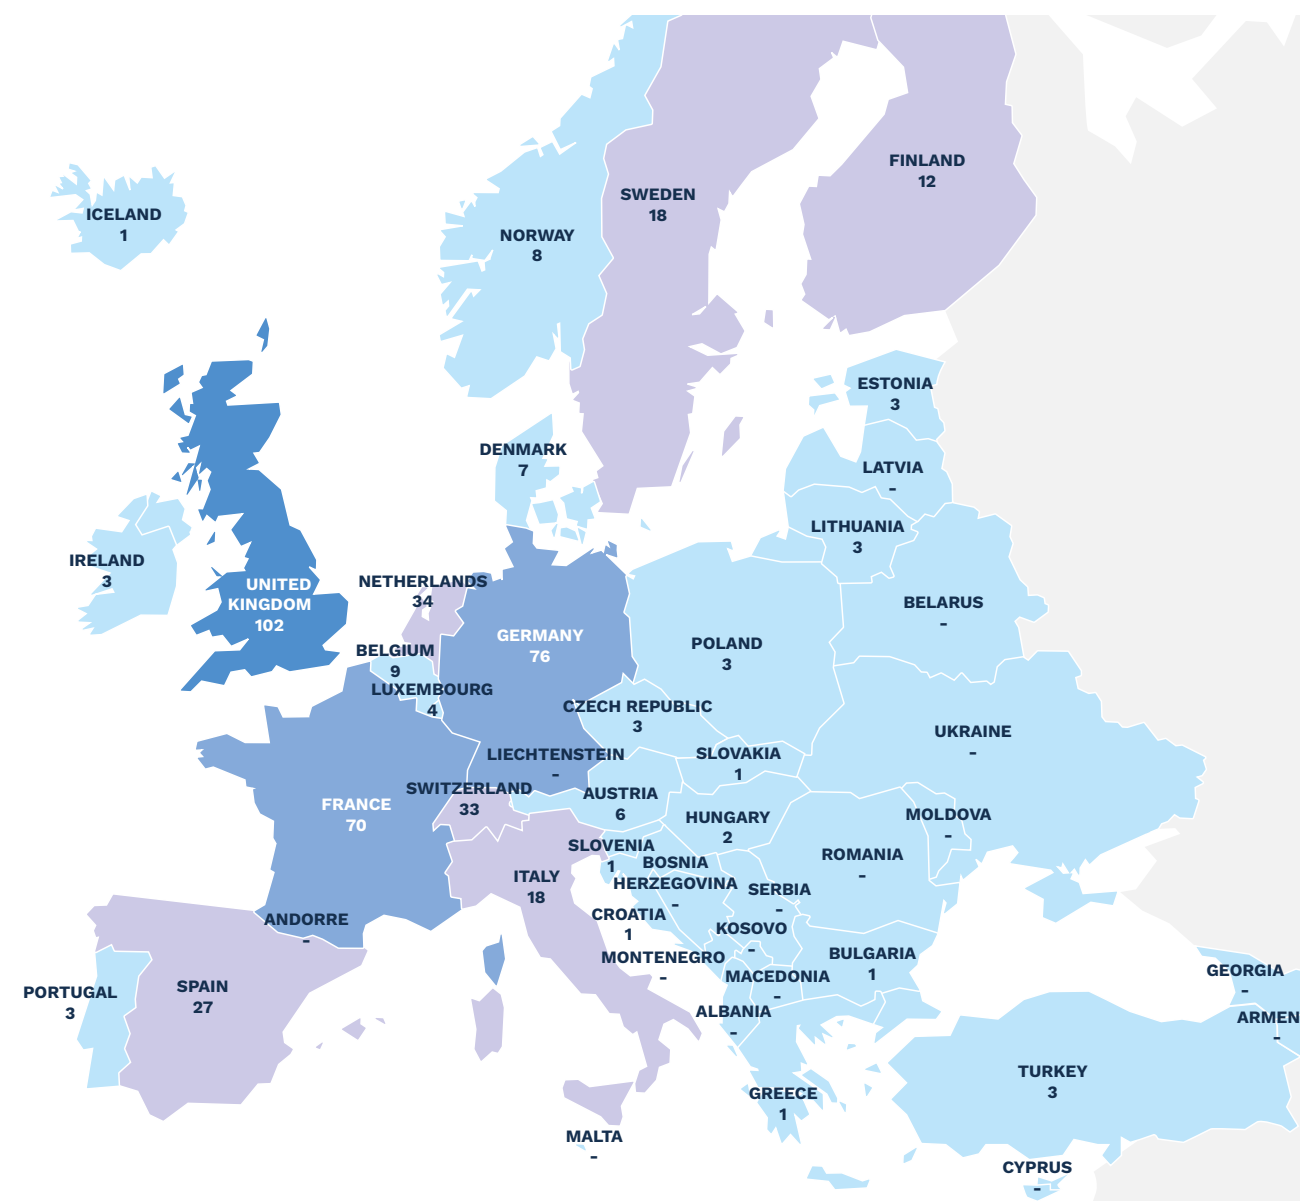 FINLAND
12
SWEDEN
18
ICELAND
1
NORWAY
8
ESTONIA
3
DENMARK
7
LATVIA
-
LITHUANIA
3
IRELAND
3
NETHERLANDS
34
UNITED
KINGDOM
102
BELARUS
-
GERMANY
76
POLAND
3
BELGIUM
9
LUXEMBOURG
4
CZECH REPUBLIC
3
UKRAINE
-
LIECHTENSTEIN
-
SLOVAKIA
1
SWITZERLAND
33
AUSTRIA
6
FRANCE
70
HUNGARY
2
MOLDOVA
-
SLOVENIA
1
ROMANIA
-
BOSNIA
HERZEGOVINA
-
ITALY
18
SERBIA
-
CROATIA
1
ANDORRE
-
KOSOVO
-
MONTENEGRO
-
BULGARIA
1
GEORGIA
-
MACEDONIA
-
SPAIN
27
PORTUGAL
3
ALBANIA
-
ARMEN
-
TURKEY
3
GREECE
1
MALTA
-
CYPRUS
-